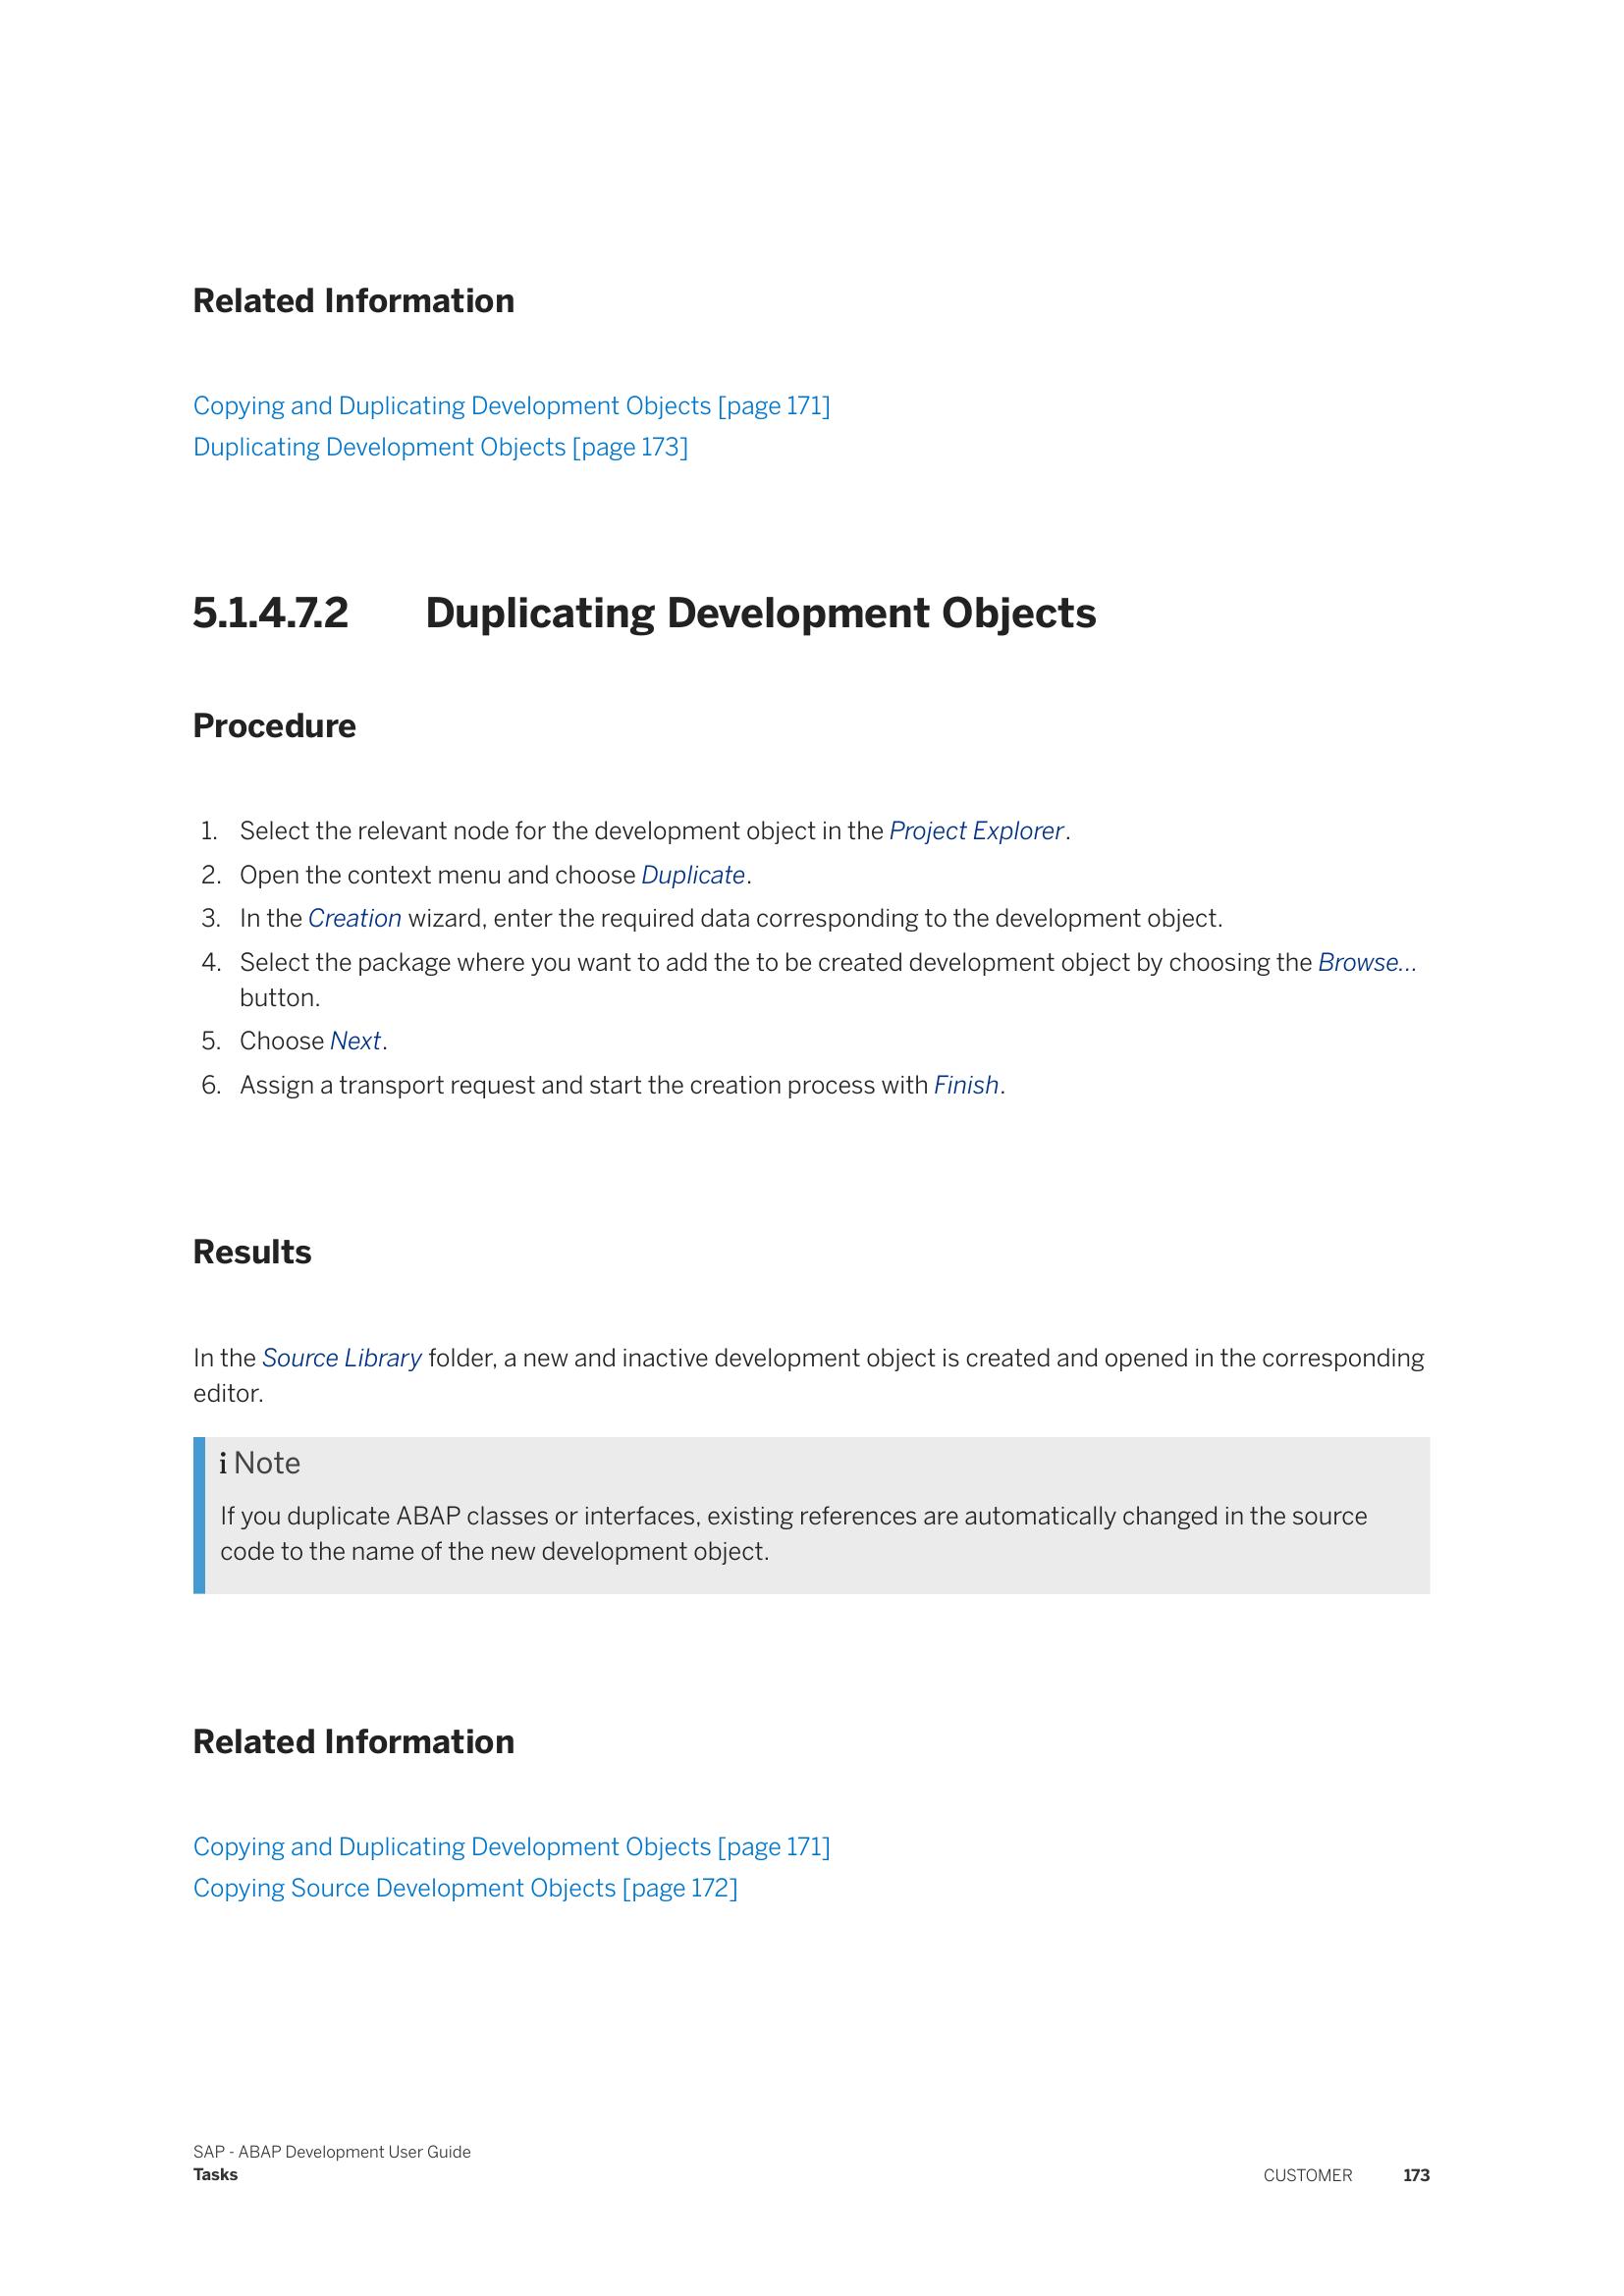 Related Information
Copying and Duplicating Development Objects [page 171]
Duplicating Development Objects [page 173]
5.1.4.7.2 Duplicating Development Objects
Procedure
1. Select the relevant node for the development object in the Project Explorer.
2. Open the context menu and choose Duplicate.
3. In the Creation wizard, enter the required data corresponding to the development object.
4. Select the package where you want to add the to be created development object by choosing the Browse...
button.
5. Choose Next.
6. Assign a transport request and start the creation process with Finish.
Results
In the Source Library folder, a new and inactive development object is created and opened in the corresponding
editor.
i Note
If you duplicate ABAP classes or interfaces, existing references are automatically changed in the source
code to the name of the new development object.
Related Information
Copying and Duplicating Development Objects [page 171]
Copying Source Development Objects [page 172]
SAP - ABAP Development User Guide
Tasks
CUSTOMER 173